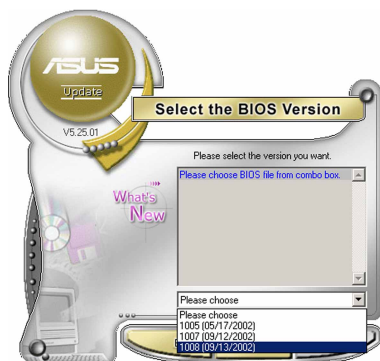 ASUS
Update
V5.25.01
Select the BIOS Version
Please select the version you want.
What's
New
Please choose BIOS file from combo box.
Please choose
Please choose
1005 (05/17/2002)
1007 (09/12/2002)
1008 (09/13/2002)